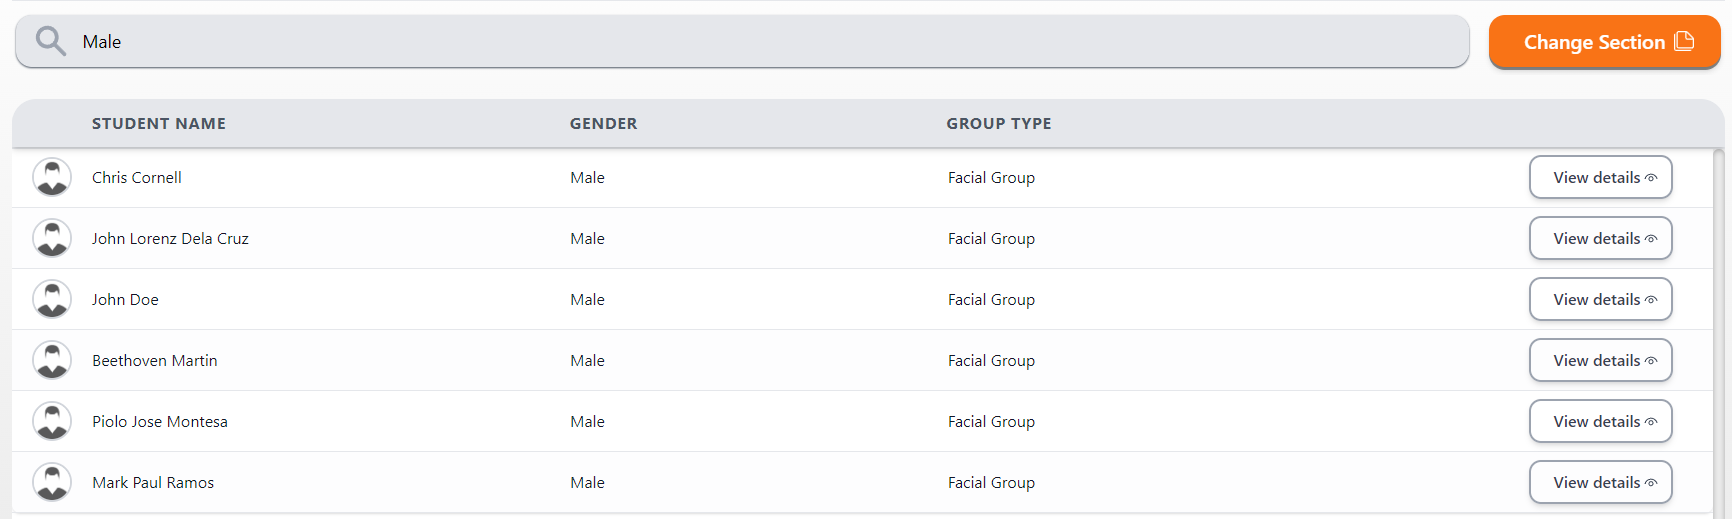 Male
Change Section
STUDENT NAME GENDER GROUP TYPE
Chris Cornell Male Facial Group View details
John Lorenz Dela Cruz Male Facial Group View details
John Doe Male Facial Group View details
Beethoven Martin Male Facial Group View details
Piolo Jose Montesa Male Facial Group View details
Mark Paul Ramos Male Facial Group View details